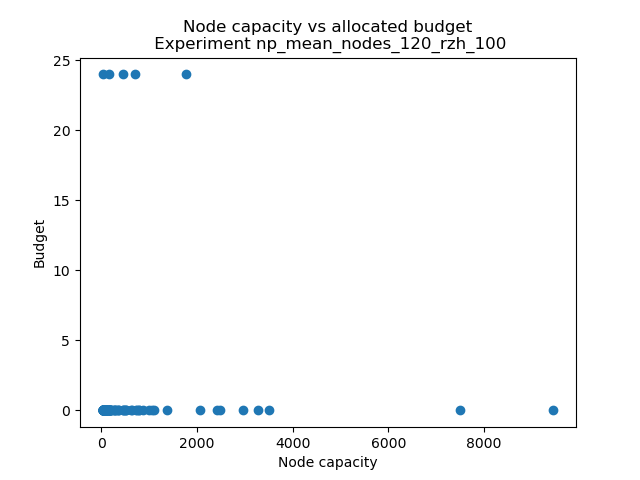 Node capacity vs allocated budget
Experiment np_mean_nodes_120_rzh_100
25
20
15
10
5
0
Budget
0 2000 4000 6000 8000
Node capacity